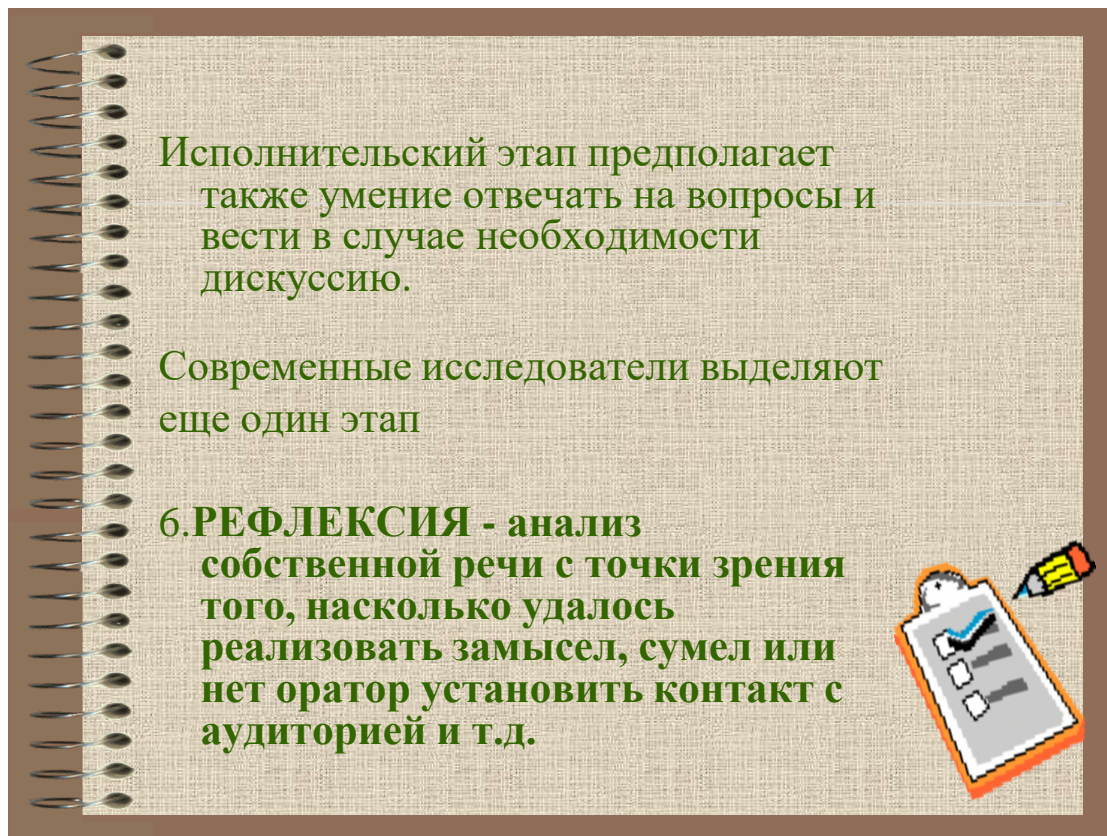 Исполнительский этап предполагает
также умение отвечать на вопросы и
вести в случае необходимости
дискуссию.
Современные исследователи выделяют
еще один этап
6.РЕФЛЕКСИЯ - анализ
собственной речи с точки зрения
того, насколько удалось
реализовать замысел, сумел или
нет оратор установить контакт с
аудиторией и т.д.